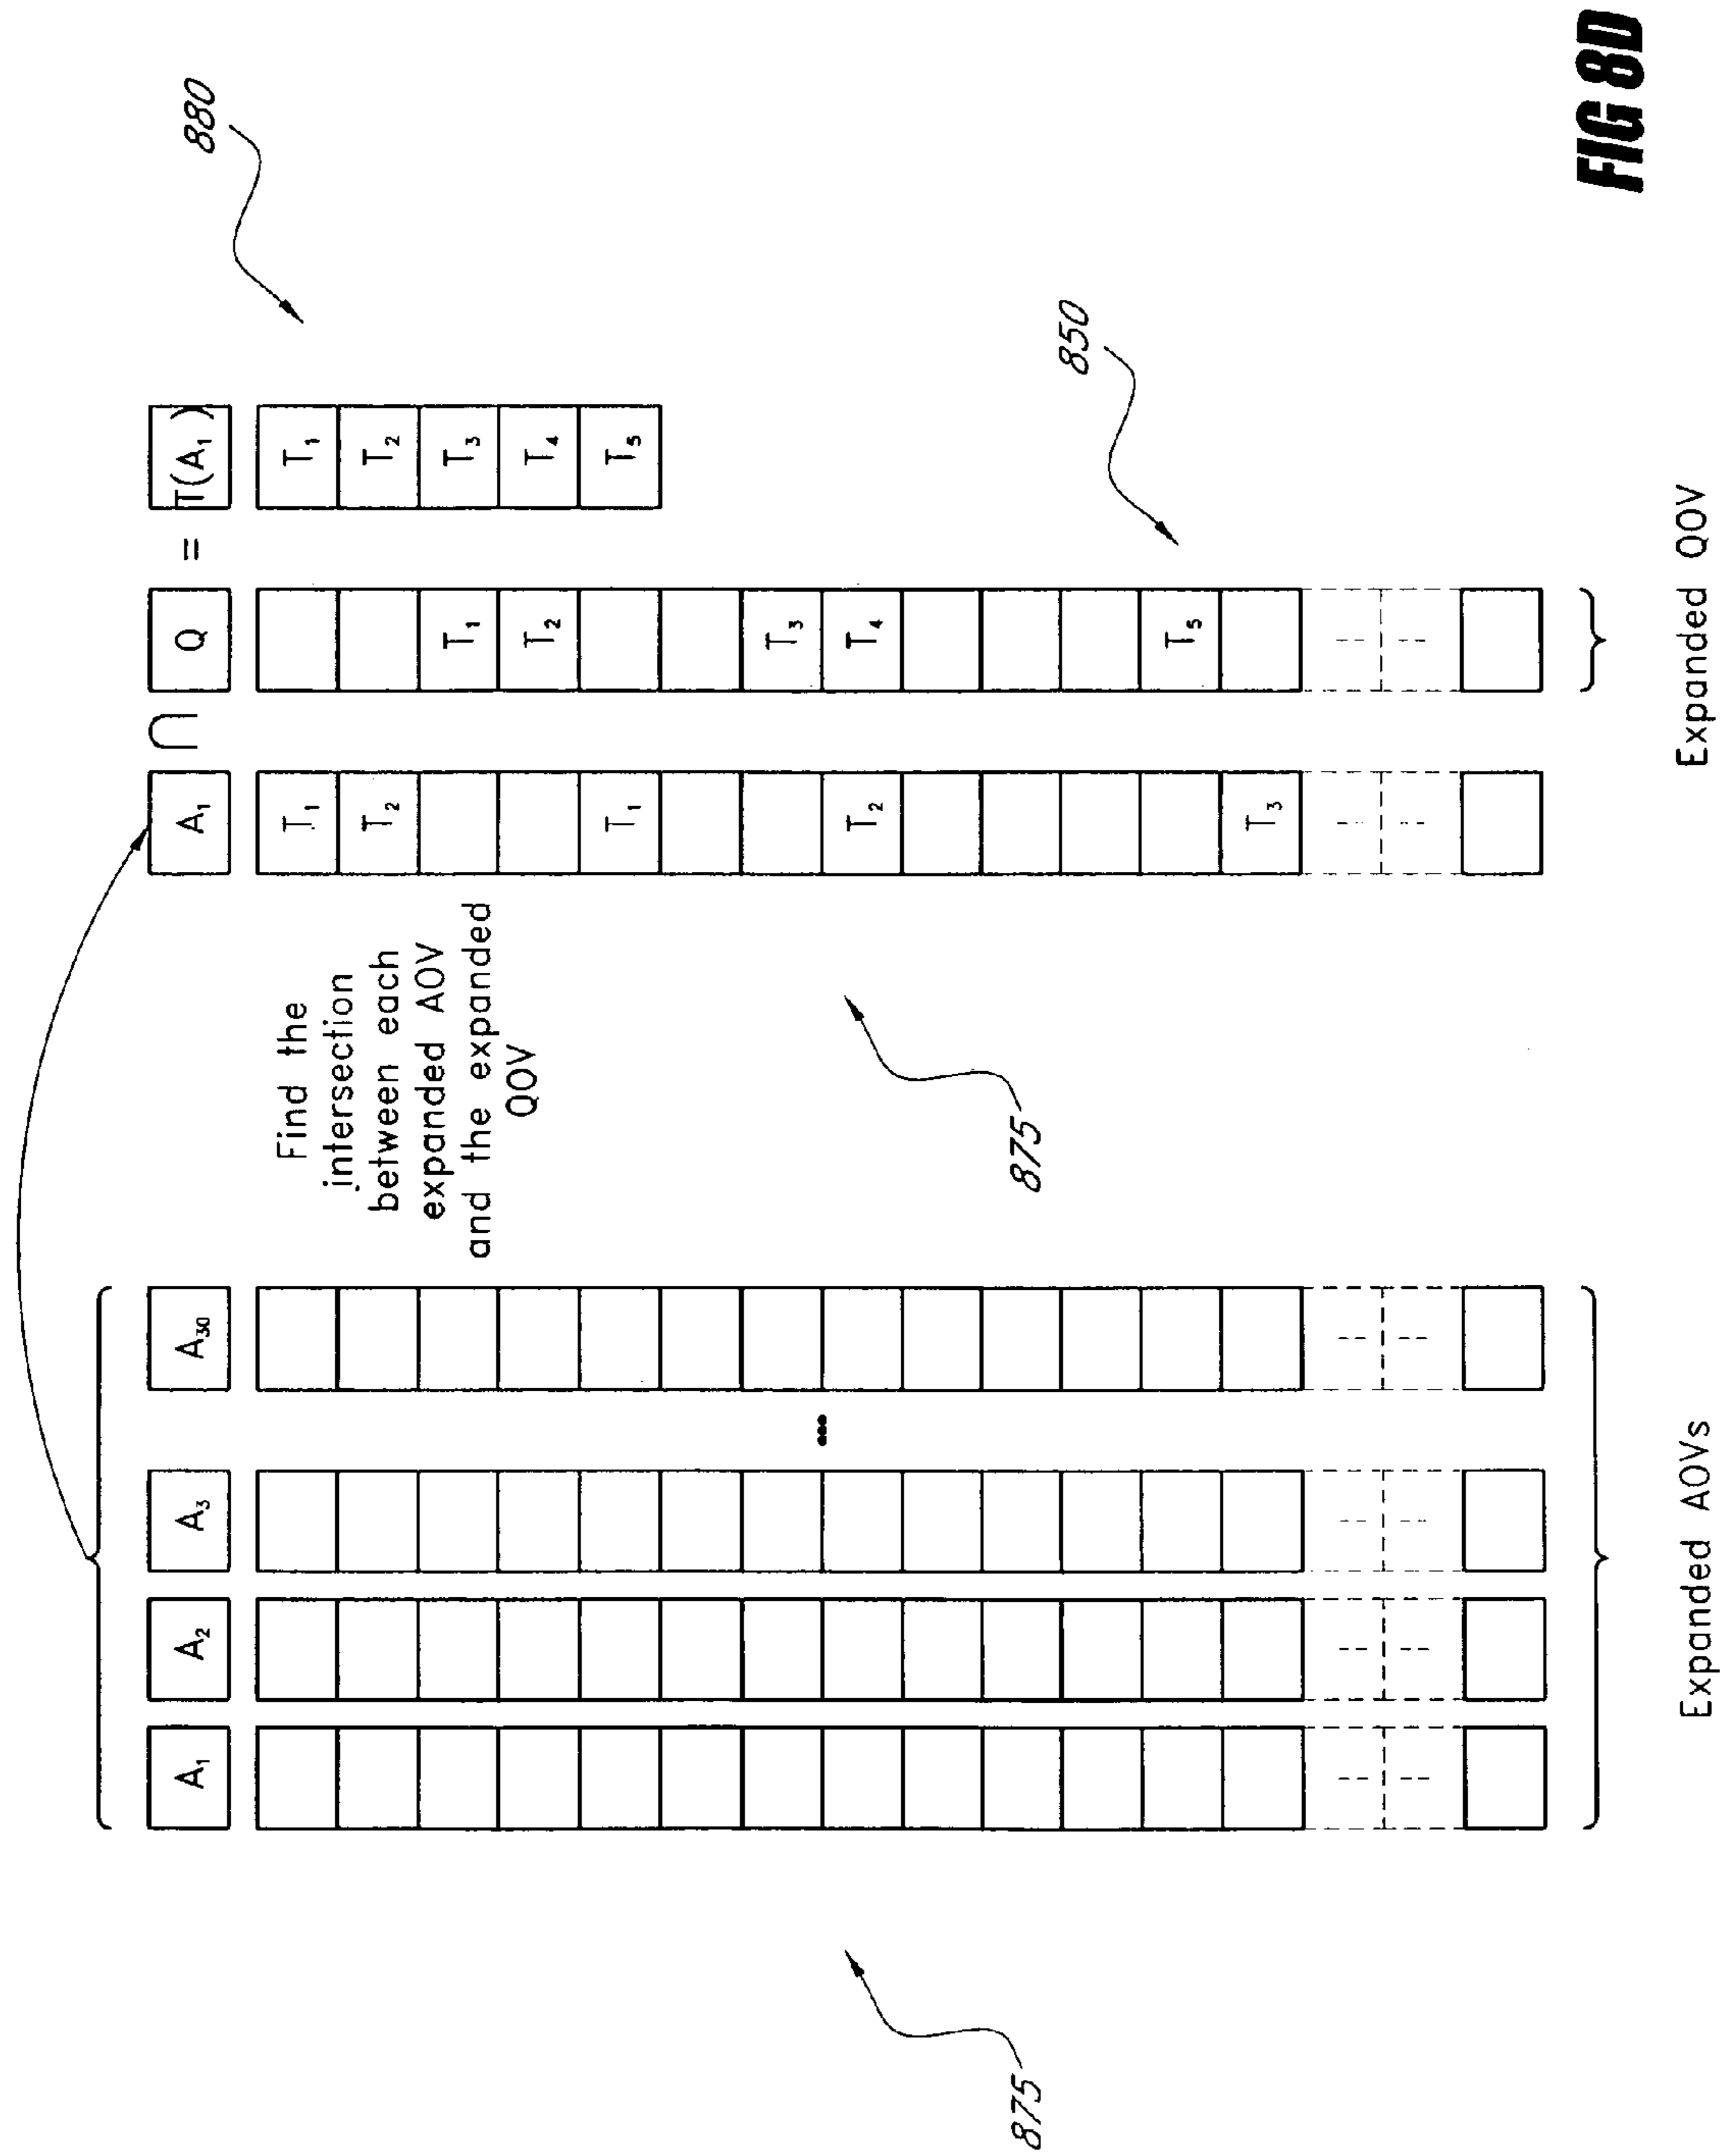 880
A₁ A₂ A₃ A₃₀
A₁ ∩ Q = T(A₁)
Find the
intersection
between each
expanded AOV
and the expanded
QOV
T₁
T₂
T₁
T₂
T₃
T₁
T₂
T₃
T₄
T₅
T₁
T₂
T₃
T₄
T₅
875
875
850
Expanded AOVs
Expanded QOV
FIG 8D